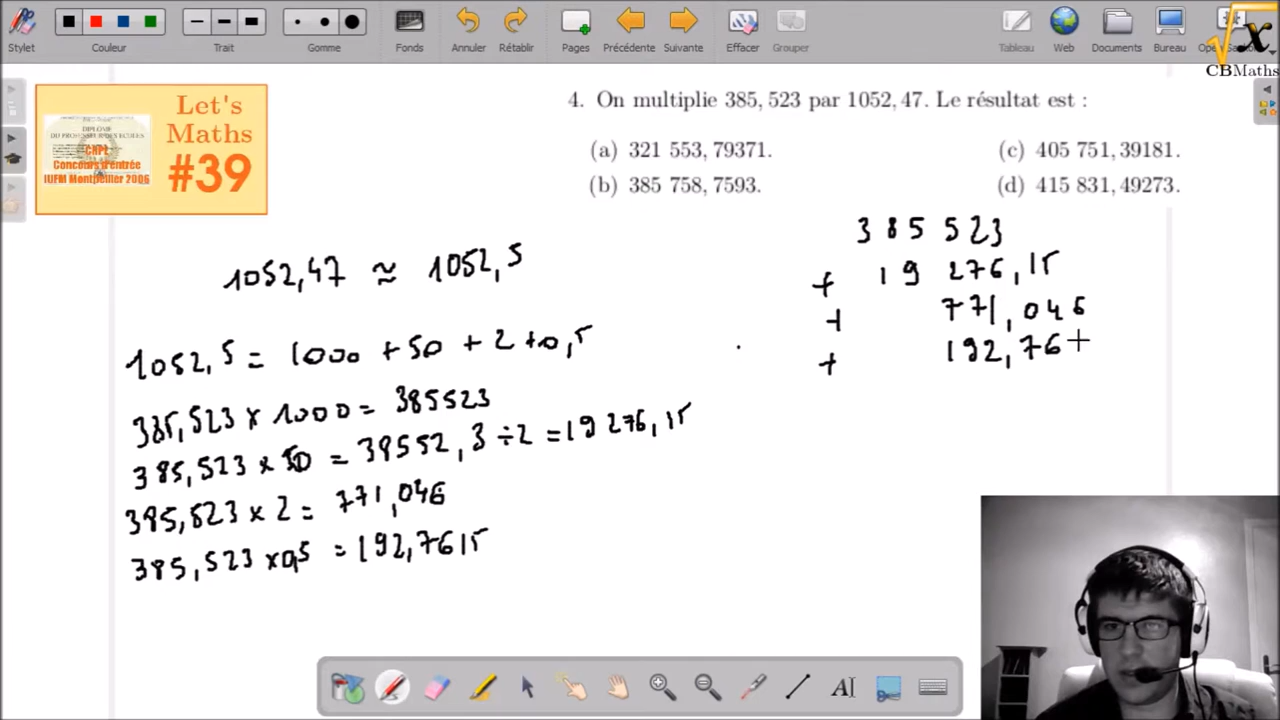 Stylet Couleur Trait Gomme Fonds Annuler Rétablir Pages Précédente Suivante Effacer Grouper Tableau Web Documents Bureau
CBMaths
Let's
Maths
#39
DIPLOME
CRPE
Concours d'entrée
IUFM Montpellier 2006
4. On multiplie 385, 523 par 1052, 47. Le résultat est :
(a) 321 553, 79371.
(c) 405 751, 39181.
(b) 385 758, 7593.
(d) 415 831, 49273.
1052,47 ≈ 1052,5
1052,5 = 1000 + 50 + 2 + 0,5
385,523 × 1000 = 385523
385,523 × 50 = 38552,3 ÷ 2 = 19 276,15
385,523 × 2 = 771,046
385,523 × 0,5 = 192,7615
385 523
+ 19 276,15
+ 771,046
+ 192,76
AI